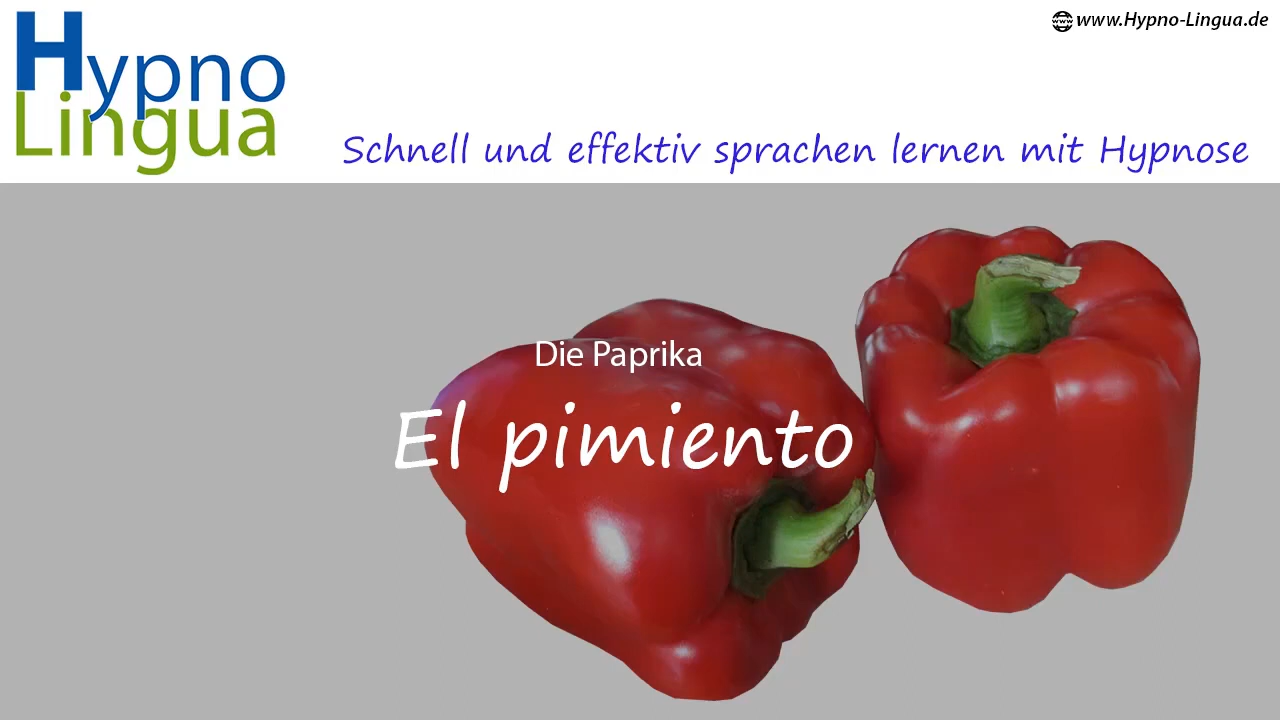 www.Hypno-Lingua.de
Hypno
Lingua
Schnell und effektiv sprachen lernen mit Hypnose
Die Paprika
El pimiento